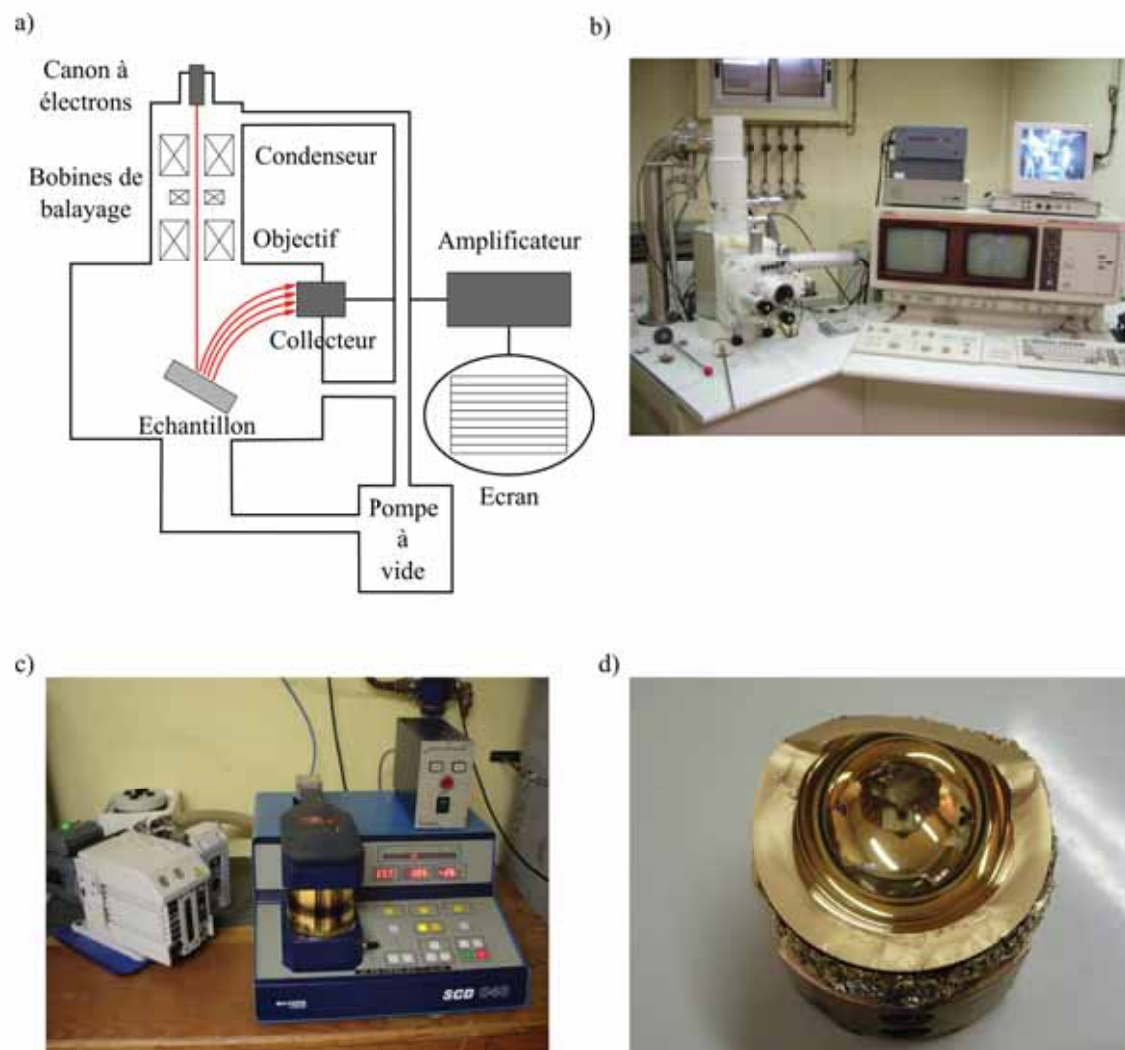 a)
Canon à
électrons
Bobines de
balayage
Condenseur
Objectif
Collecteur
Echantillon
Amplificateur
Ecran
Pompe
à
vide
b)
c)
SCD 040
d)